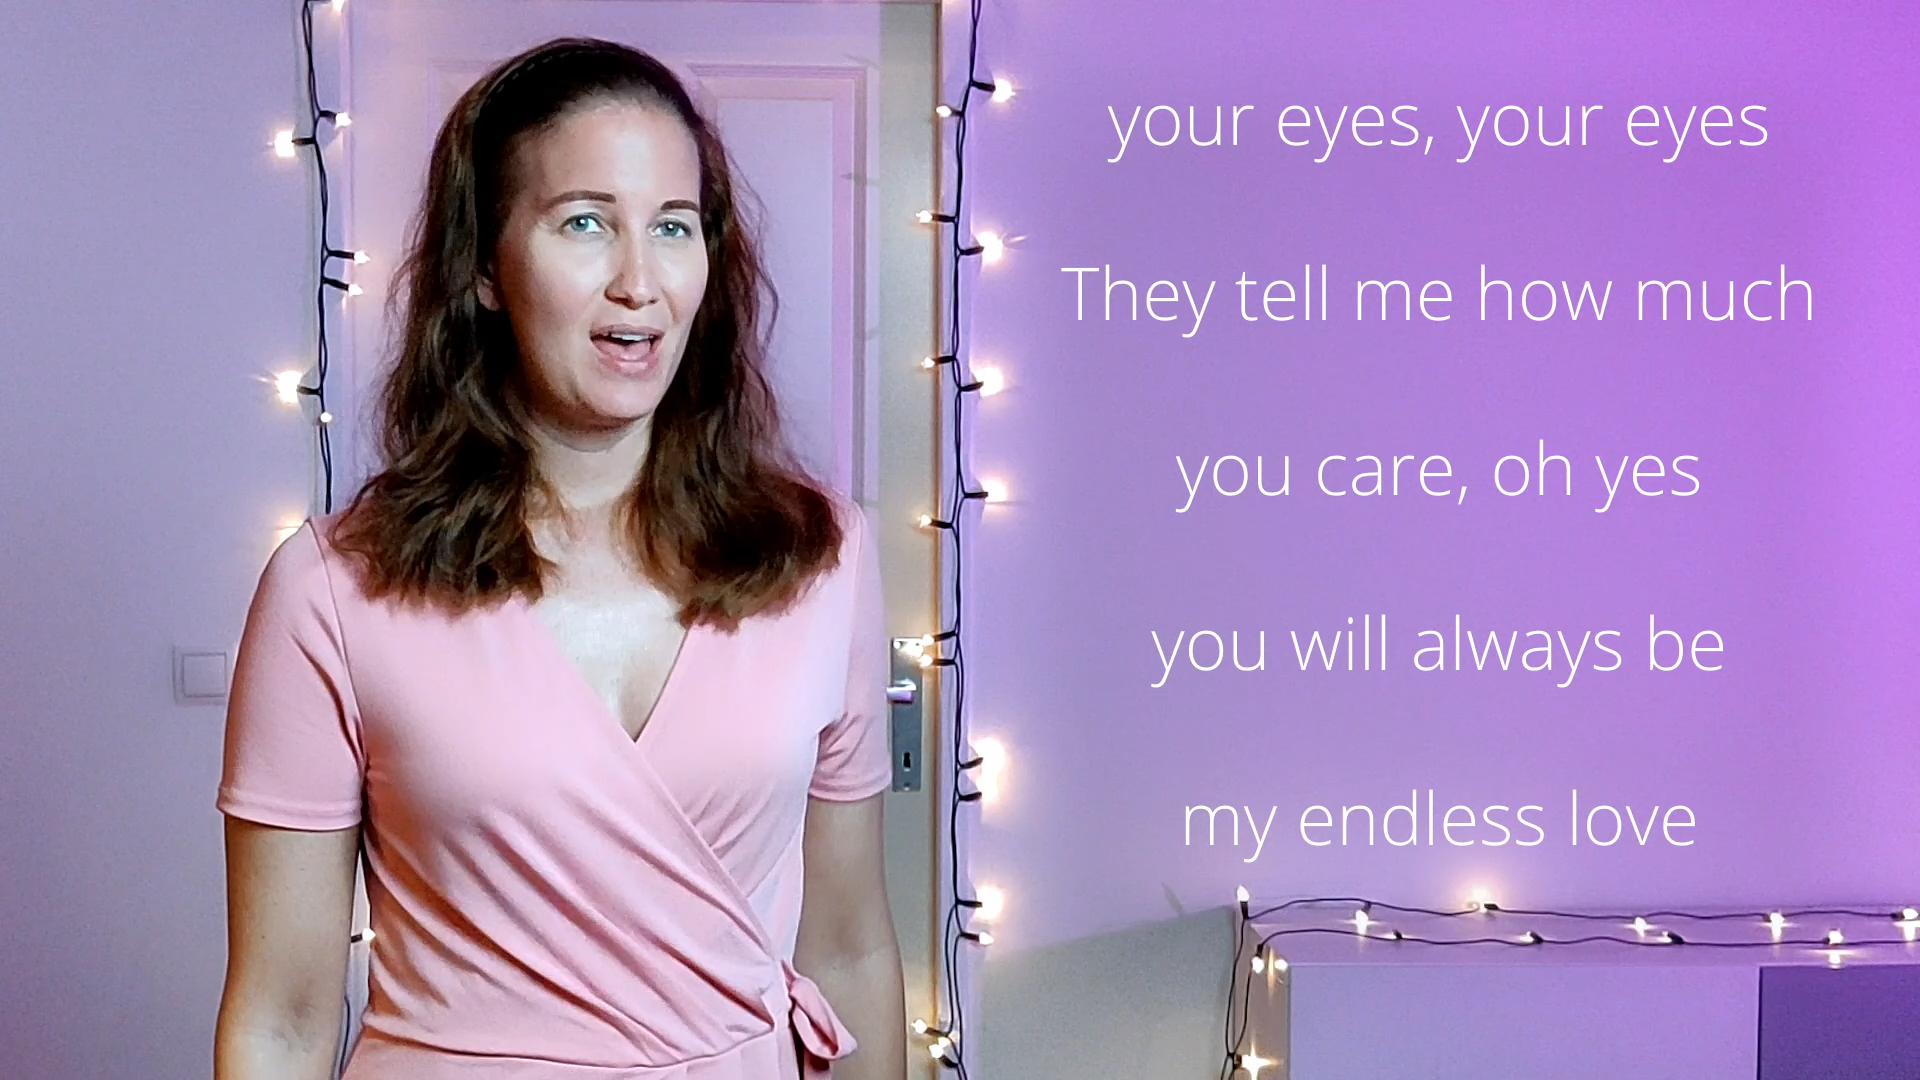 your eyes, your eyes
They tell me how much
you care, oh yes
you will always be
my endless love